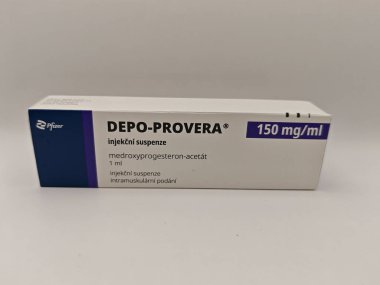 Pfizer
DEPO-PROVERA®
150 mg/ml
injekční suspenze
medroxyprogesteron-acetát
1 ml
injekční suspenze
intramuskulární podání